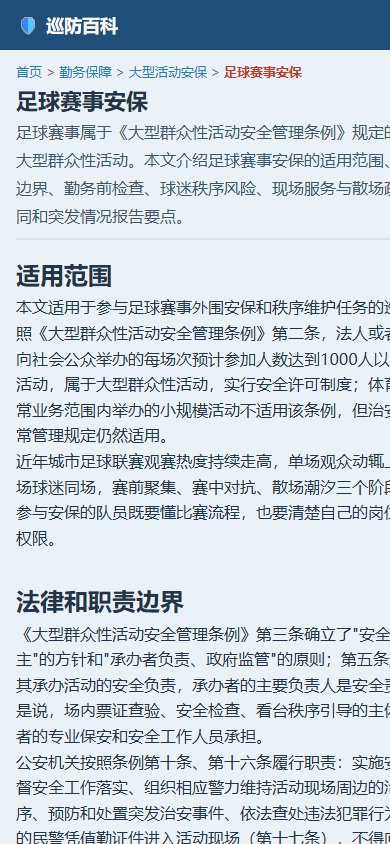 巡防百科
首页 > 勤务保障 > 大型活动安保 > 足球赛事安保
足球赛事安保
足球赛事属于《大型群众性活动安全管理条例》规定的
大型群众性活动。本文介绍足球赛事安保的适用范围、
边界、勤务前检查、球迷秩序风险、现场服务与散场疏
同和突发情况报告要点。
适用范围
本文适用于参与足球赛事外围安保和秩序维护任务的
照《大型群众性活动安全管理条例》第二条，法人或者
向社会公众举办的每场次预计参加人数达到1000人以
活动，属于大型群众性活动，实行安全许可制度；体育
常业务范围内举办的小规模活动不适用该条例，但治安
常管理规定仍然适用。
近年城市足球联赛观赛热度持续走高，单场观众动辄上
场球迷同场，赛前聚集、赛中对抗、散场潮汐三个阶段
参与安保的队员既要懂比赛流程，也要清楚自己的岗位
权限。
法律和职责边界
《大型群众性活动安全管理条例》第三条确立了"安全
主"的方针和"承办者负责、政府监管"的原则；第五条
其承办活动的安全负责，承办者的主要负责人是安全责
是说，场内票证查验、安全检查、看台秩序引导的主体
者的专业保安和安全工作人员承担。
公安机关按照条例第十条、第十六条履行职责：实施安
督安全工作落实、组织相应警力维持活动现场周边的治
序、预防和处置突发治安事件、依法查处违法犯罪行为
的民警凭值勤证件进入活动现场（第十七条），不得向